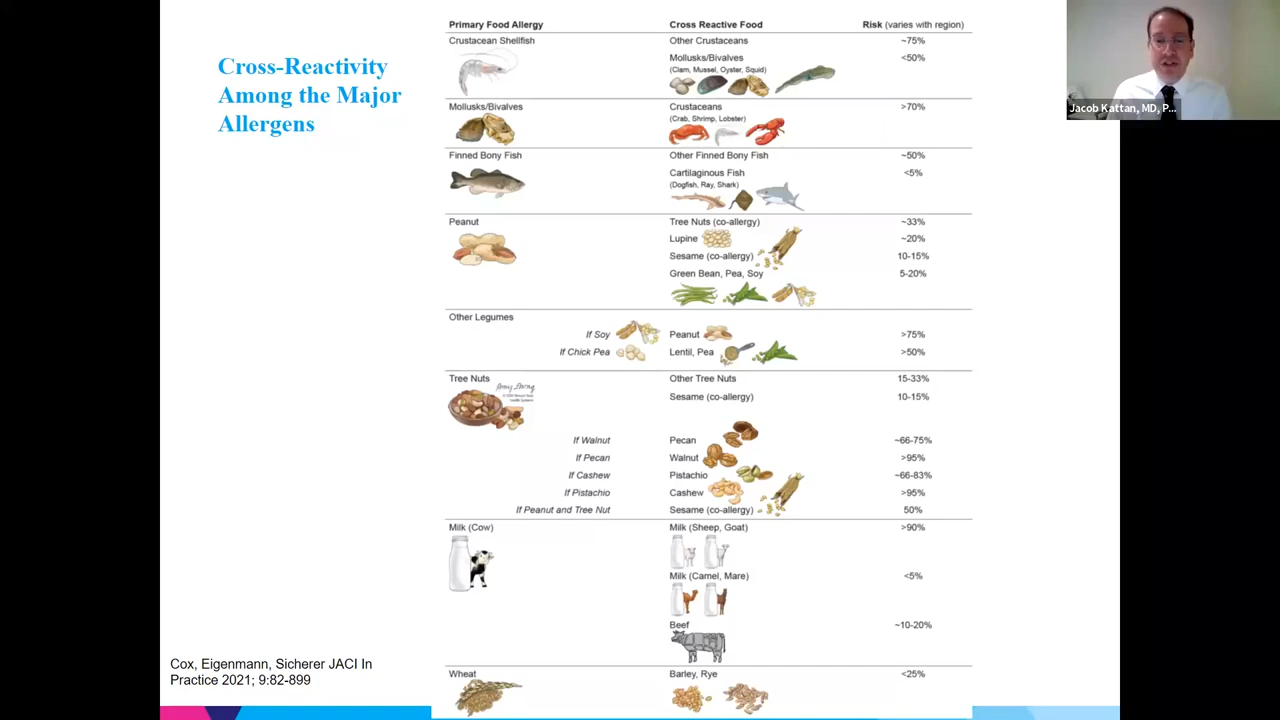 Cross-Reactivity
Among the Major
Allergens
Primary Food Allergy Cross Reactive Food Risk (varies with region)
Crustacean Shellfish Other Crustaceans ~75%
Mollusks/Bivalves <50%
(Clam, Mussel, Oyster, Squid)
Mollusks/Bivalves Crustaceans >70%
(Crab, Shrimp, Lobster)
Finned Bony Fish Other Finned Bony Fish ~50%
Cartilaginous Fish <5%
(Dogfish, Ray, Shark)
Peanut Tree Nuts (co-allergy) ~33%
Lupine ~20%
Sesame (co-allergy) 10-15%
Green Bean, Pea, Soy 5-20%
Other Legumes
If Soy Peanut >75%
If Chick Pea Lentil, Pea >50%
Tree Nuts Other Tree Nuts 15-33%
Sesame (co-allergy) 10-15%
If Walnut Pecan ~66-75%
If Pecan Walnut >95%
If Cashew Pistachio ~66-83%
If Pistachio Cashew >95%
If Peanut and Tree Nut Sesame (co-allergy) 50%
Milk (Cow) Milk (Sheep, Goat) >90%
Milk (Camel, Mare) <5%
Beef ~10-20%
Wheat Barley, Rye <25%
Cox, Eigenmann, Sicherer JACI In
Practice 2021; 9:82-899
Jacob Kattan, MD, P...